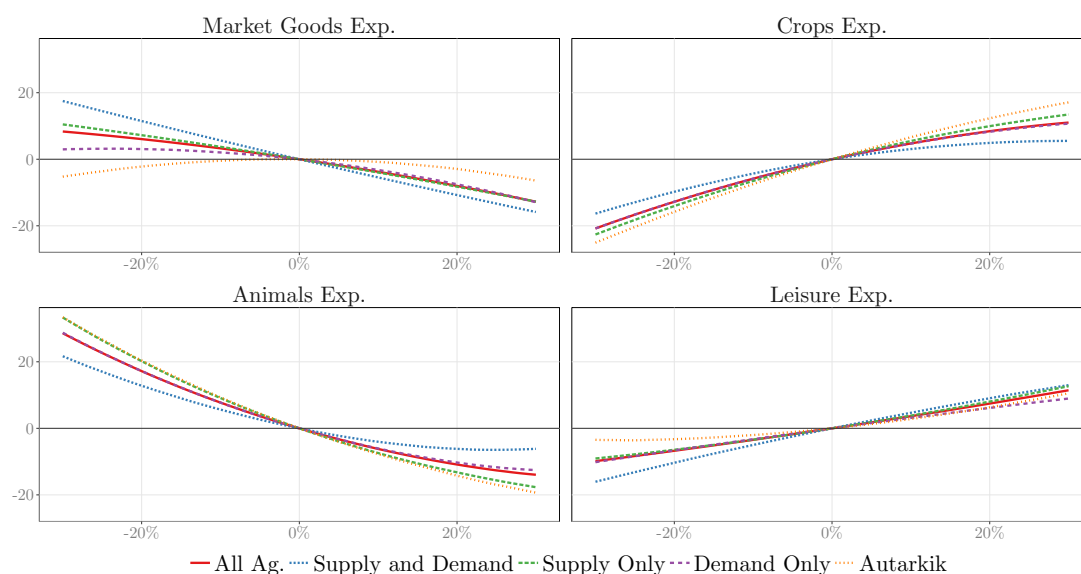 Market Goods Exp. Crops Exp.
20
0
-20
-20% 0% 20% -20% 0% 20%
Animals Exp. Leisure Exp.
20
0
-20
-20% 0% 20% -20% 0% 20%
All Ag. Supply and Demand Supply Only Demand Only Autarkik